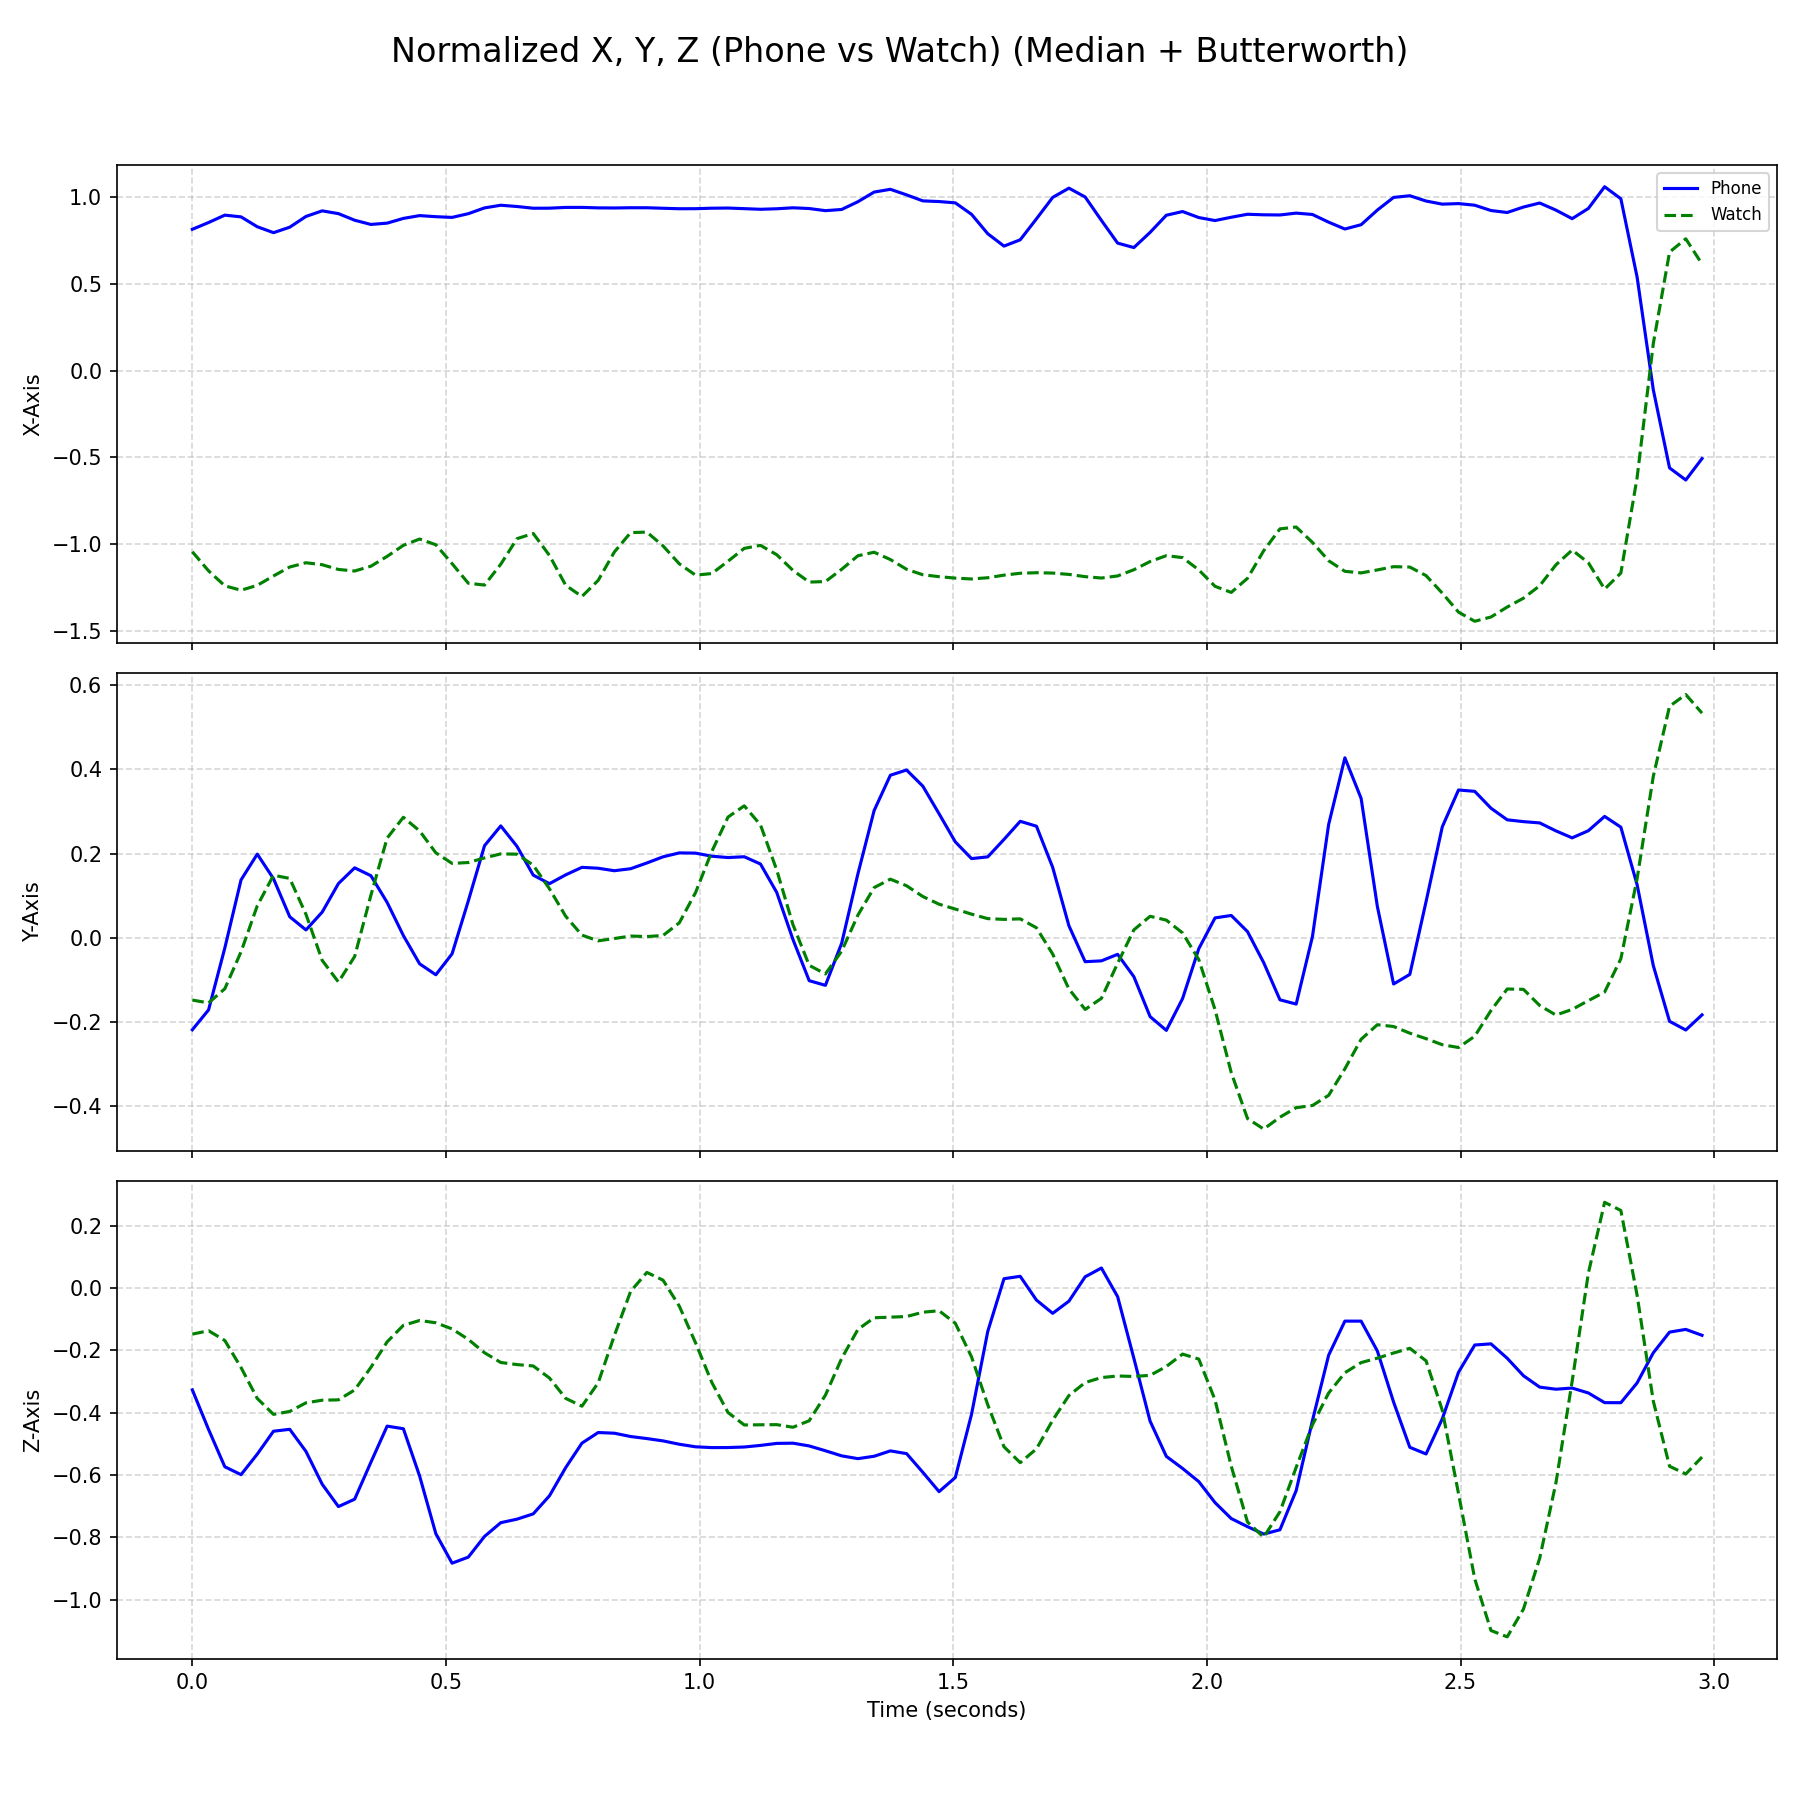 Normalized X, Y, Z (Phone vs Watch) (Median + Butterworth)
Phone
Watch
1.0
0.5
0.0
−0.5
−1.0
−1.5
X-Axis
0.6
0.4
0.2
0.0
−0.2
−0.4
Y-Axis
0.2
0.0
−0.2
−0.4
−0.6
−0.8
−1.0
Z-Axis
0.0 0.5 1.0 1.5 2.0 2.5 3.0
Time (seconds)